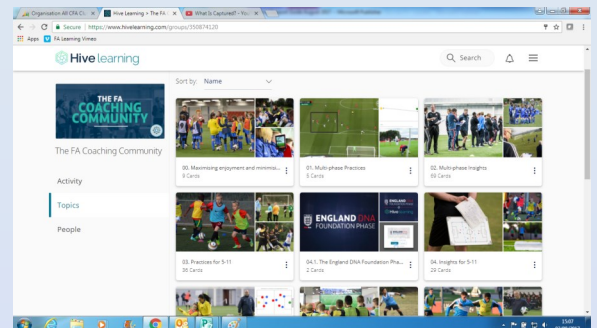 Organisation All CFA Co
Hive Learning > The FA
What Is Captured? - You
Secure https://www.hivelearning.com/groups/350874120
Apps FA Learning Vimeo
Hive learning
Search
Sort by: Name
THE FA
COACHING
COMMUNITY
The FA Coaching Community
Activity
Topics
People
00. Maximising enjoyment and minimisi...
9 Cards
01. Multi-phase Practices
5 Cards
02. Multi-phase Insights
69 Cards
03. Practices for 5-11
36 Cards
ENGLAND DNA
FOUNDATION PHASE
ENGLAND DNA
04.1. The England DNA Foundation Pha...
2 Cards
04. Insights for 5-11
29 Cards
15:07